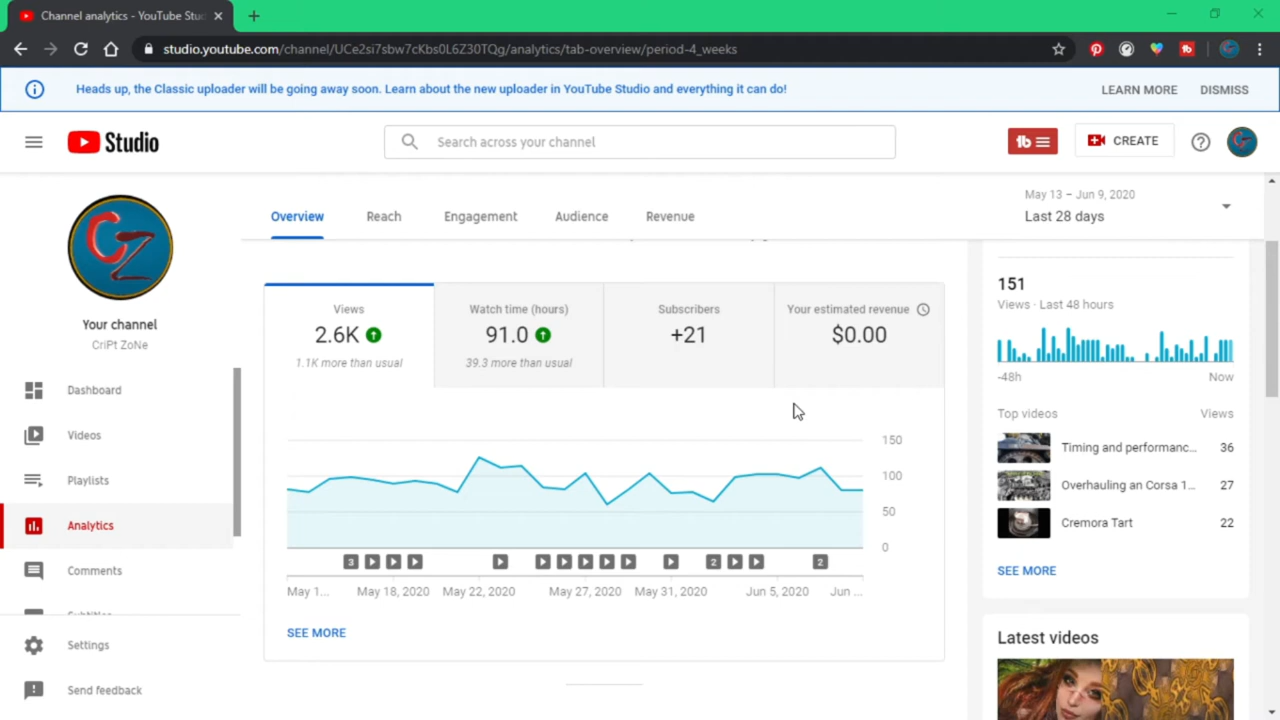 Channel analytics - YouTube Stu
studio.youtube.com/channel/UCe2si7sbw7cKbs0L6Z30TQg/analytics/tab-overview/period-4_weeks
Heads up, the Classic uploader will be going away soon. Learn about the new uploader in YouTube Studio and everything it can do!
LEARN MORE
DISMISS
Studio
Search across your channel
CREATE
Your channel
CriPt ZoNe
Dashboard
Videos
Playlists
Analytics
Comments
Subtitles
Settings
Send feedback
Overview
Reach
Engagement
Audience
Revenue
May 13 – Jun 9, 2020
Last 28 days
Views
2.6K
1.1K more than usual
Watch time (hours)
91.0
39.3 more than usual
Subscribers
+21
Your estimated revenue
$0.00
150
100
50
0
3
2
2
May 1...
May 18, 2020
May 22, 2020
May 27, 2020
May 31, 2020
Jun 5, 2020
Jun ...
SEE MORE
151
Views · Last 48 hours
-48h
Now
Top videos
Views
Timing and performanc...
36
Overhauling an Corsa 1...
27
Cremora Tart
22
SEE MORE
Latest videos